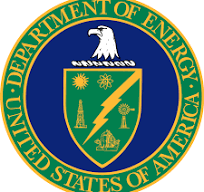 DEPARTMENT OF ENERGY
UNITED STATES OF AMERICA